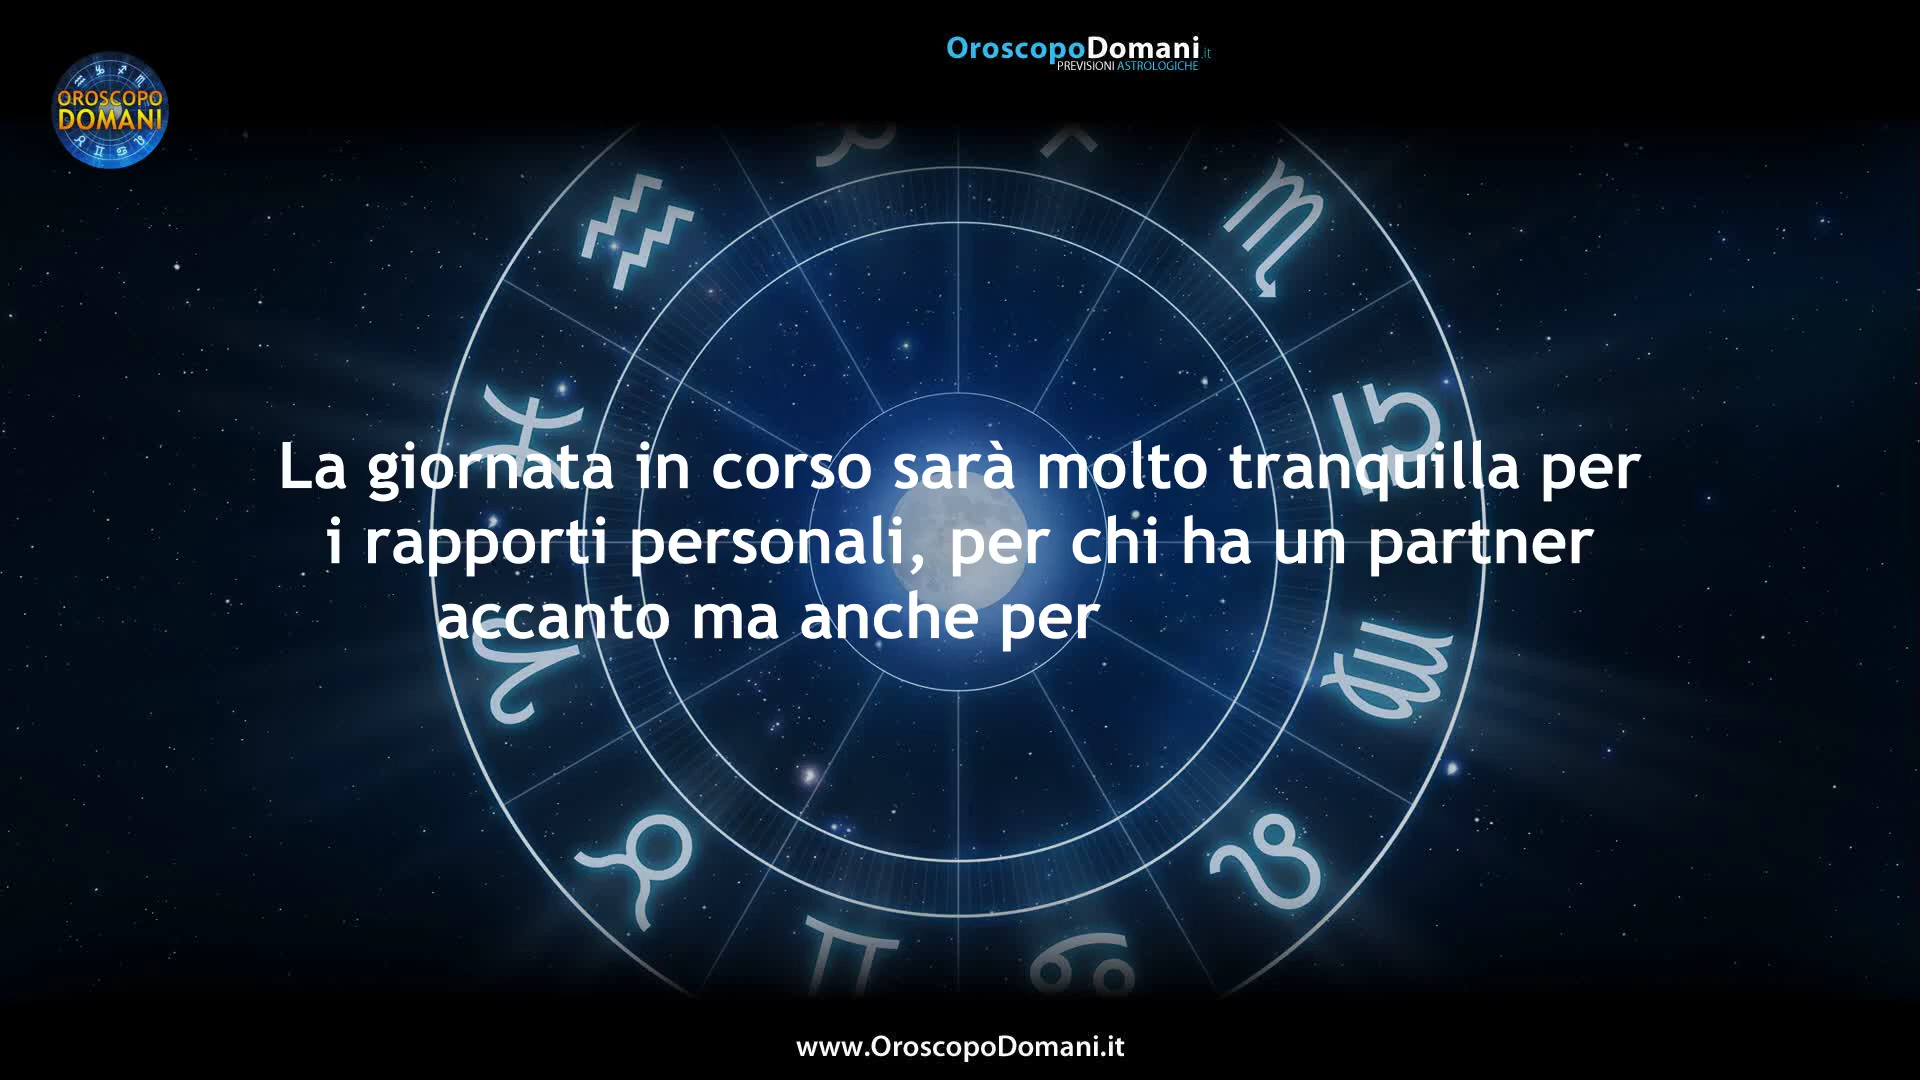 OroscopoDomani.it
PREVISIONI ASTROLOGICHE
OROSCOPO
DOMANI
La giornata in corso sarà molto tranquilla per
i rapporti personali, per chi ha un partner
accanto ma anche per
www.OroscopoDomani.it